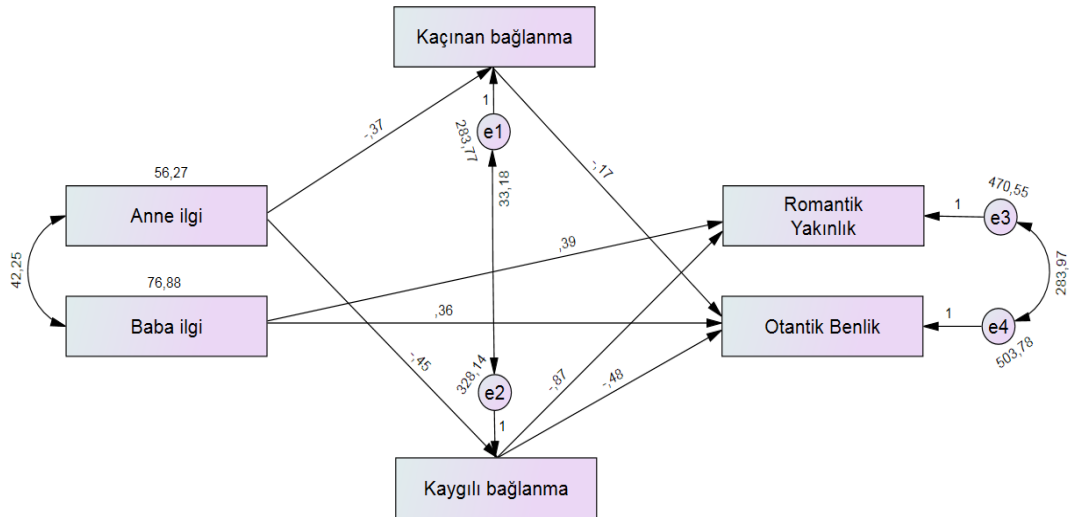 Kaçınan bağlanma
1
e1
283,77
-,37
33,18
-,17
56,27
Anne ilgi
42,25
76,88
Baba ilgi
,39
,36
Romantik
Yakınlık
1
470,55
e3
283,97
Otantik Benlik
1
e4
503,78
-,45
-,87
-,48
328,14
e2
1
Kaygılı bağlanma